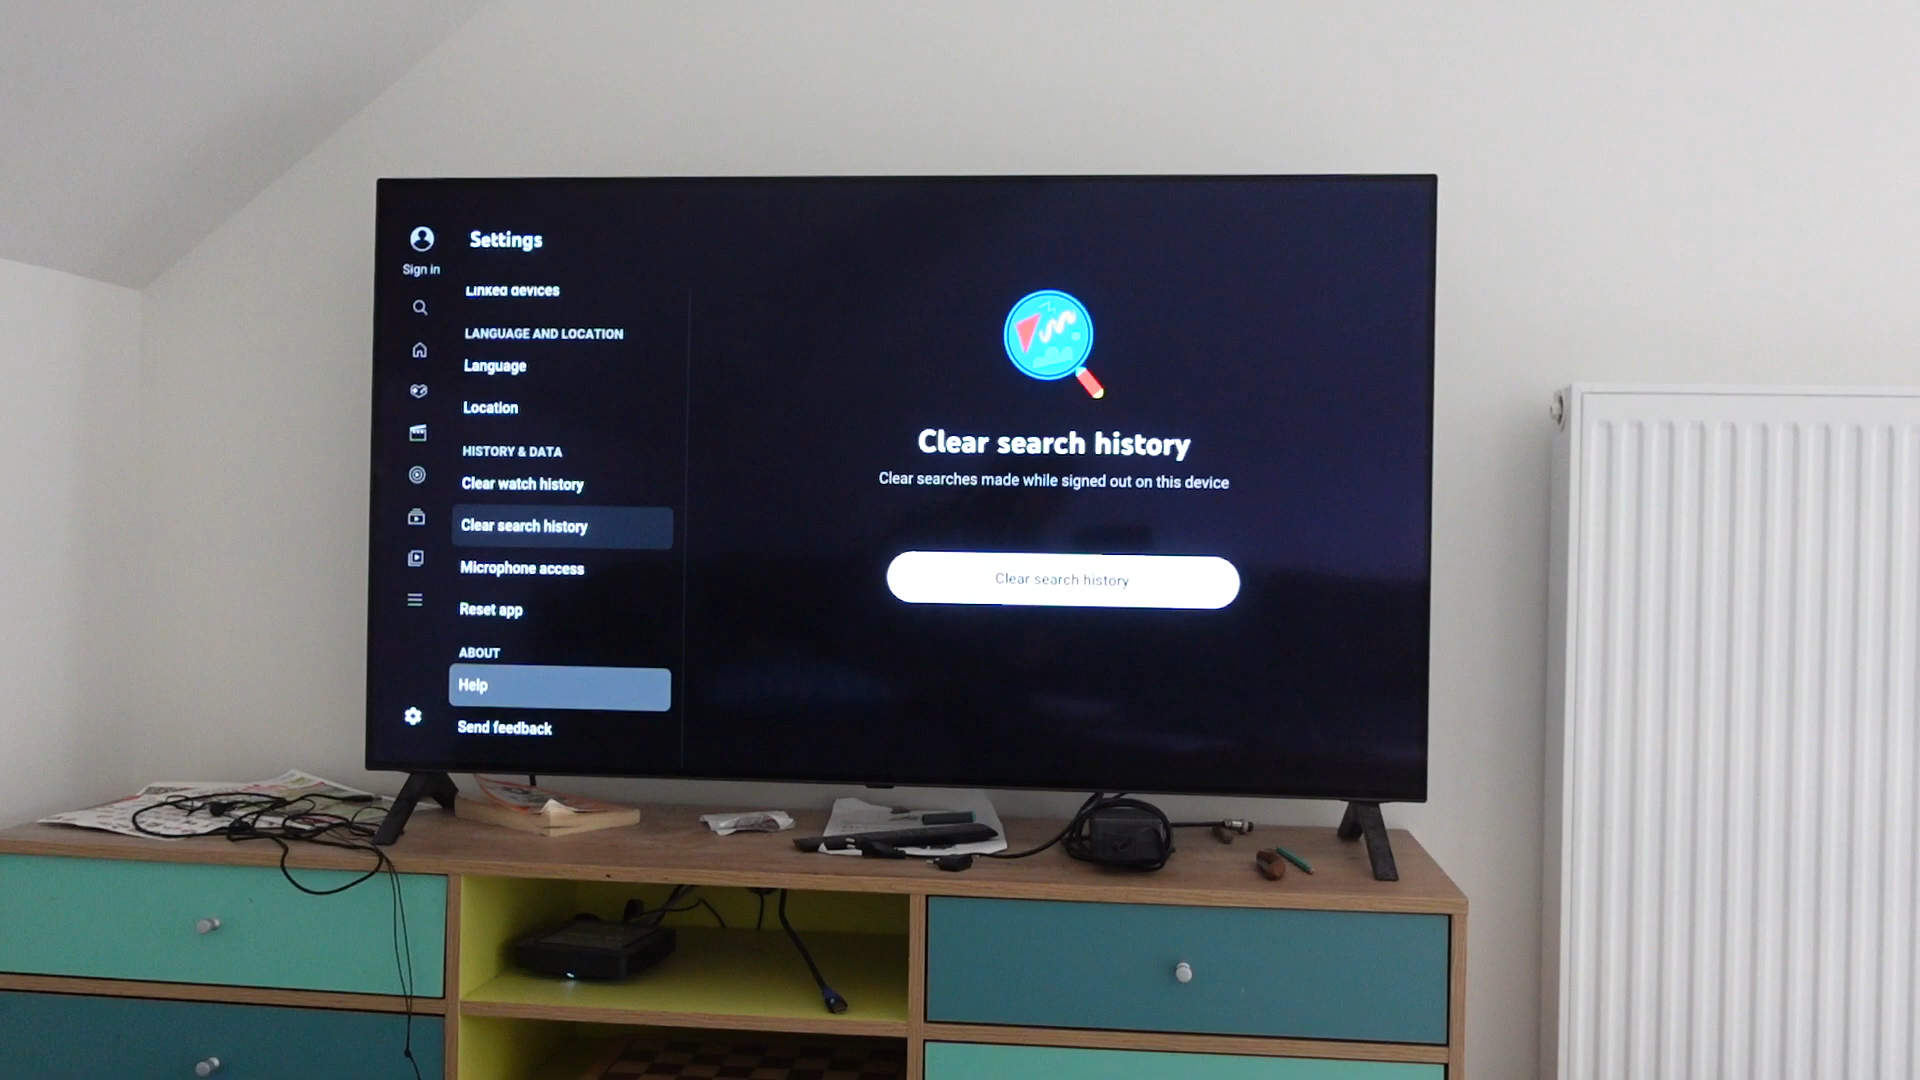 Settings
Sign in
Linked devices
LANGUAGE AND LOCATION
Language
Location
HISTORY & DATA
Clear watch history
Clear search history
Microphone access
Reset app
ABOUT
Help
Send feedback
Clear search history
Clear searches made while signed out on this device
Clear search history